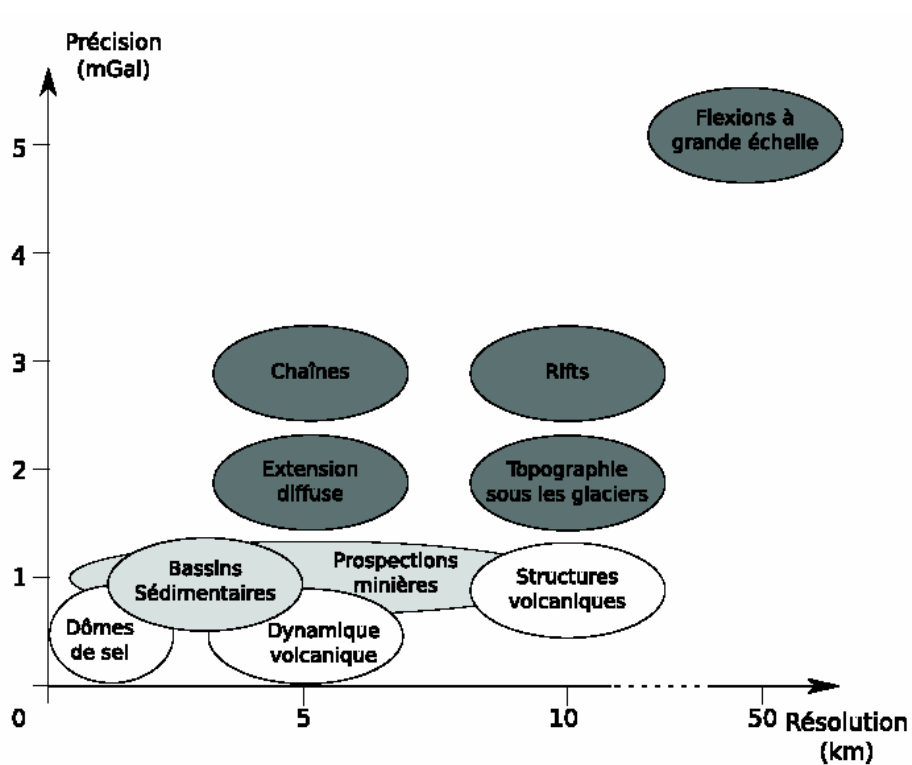 Précision
(mGal)
Flexions à
grande échelle
5
4
3
Chaînes
Rifts
2
Extension
diffuse
Topographie
sous les glaciers
1
Bassins
Sédimentaires
Prospections
minières
Structures
volcaniques
Dômes
de sel
Dynamique
volcanique
0
5
10
50
Résolution
(km)